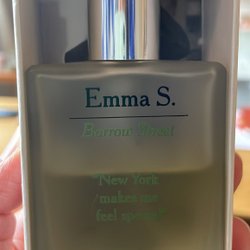 Emma S.
Barrow Street
"New York
makes me
feel special"